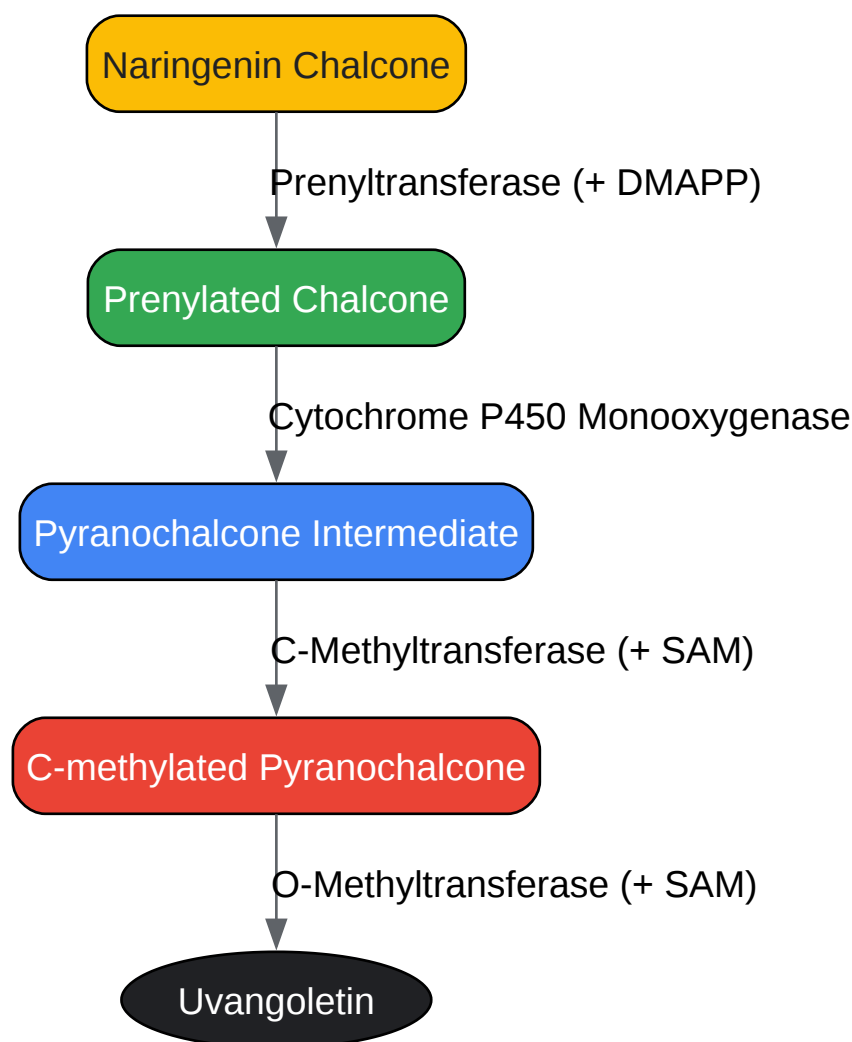 Naringenin Chalcone
Prenyltransferase (+ DMAPP)
Prenylated Chalcone
Cytochrome P450 Monooxygenase
Pyranochalcone Intermediate
C-Methyltransferase (+ SAM)
C-methylated Pyranochalcone
O-Methyltransferase (+ SAM)
Uvangoletin